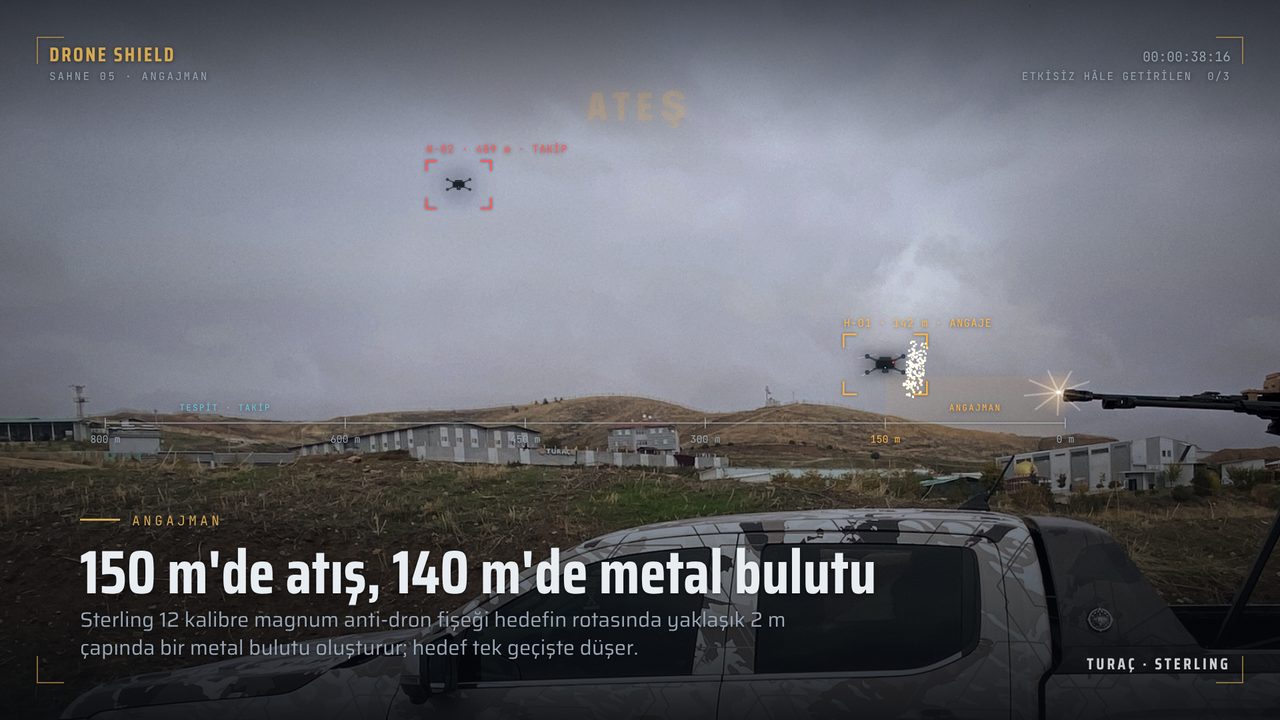 DRONE SHIELD
SAHNE 05 · ANGAJMAN
00:00:38:16
ETKİSİZ HÂLE GETİRİLEN 0/3
ATEŞ
H-02 · 469 m · TAKİP
H-01 · 142 m · ANGAJE
TESPİT · TAKİP
ANGAJMAN
800 m 600 m 450 m 300 m 150 m 0 m
TURAÇ
ANGAJMAN
150 m'de atış, 140 m'de metal bulutu
Sterling 12 kalibre magnum anti-dron fişeği hedefin rotasında yaklaşık 2 m
çapında bir metal bulutu oluşturur; hedef tek geçişte düşer.
TURAÇ · STERLING